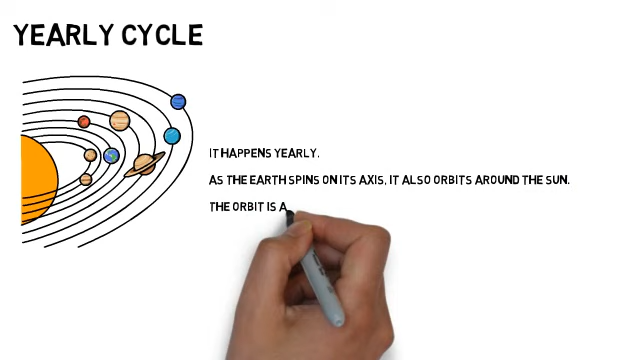 YEARLY CYCLE
IT HAPPENS YEARLY.
AS THE EARTH SPINS ON ITS AXIS, IT ALSO ORBITS AROUND THE SUN.
THE ORBIT IS A